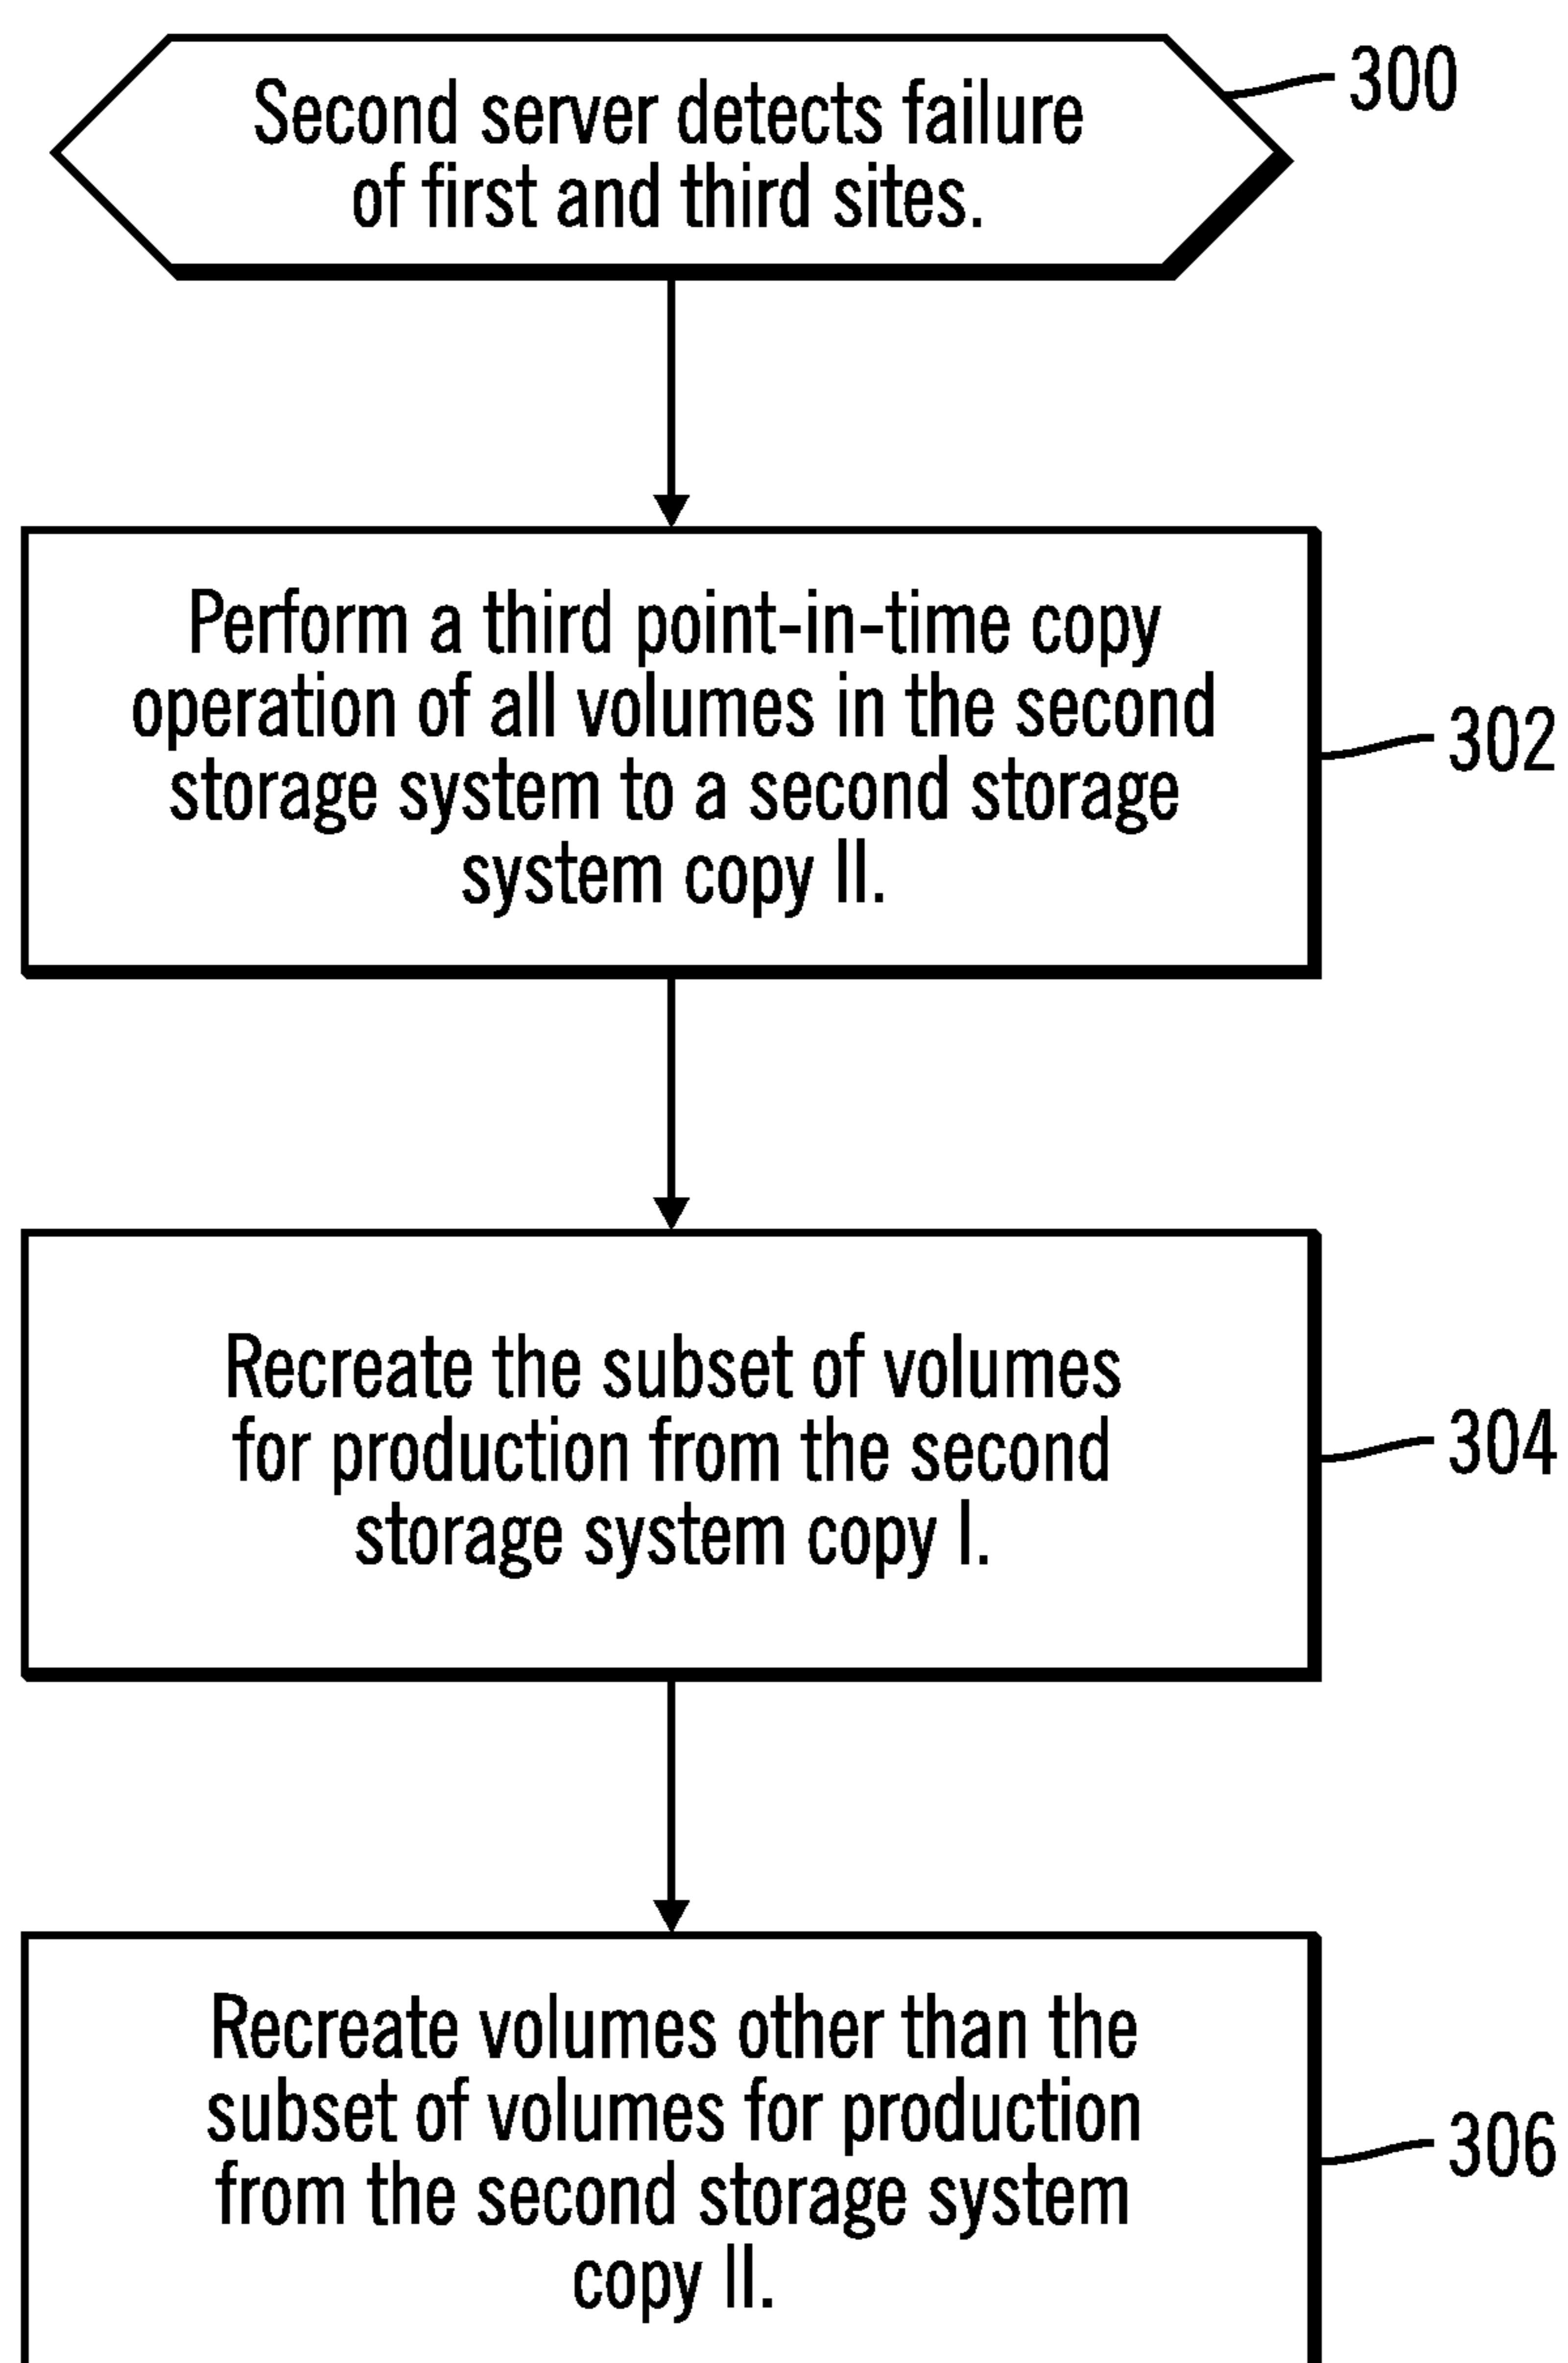 Second server detects failure
of first and third sites.
300
Perform a third point-in-time copy
operation of all volumes in the second
storage system to a second storage
system copy II.
302
Recreate the subset of volumes
for production from the second
storage system copy I.
304
Recreate volumes other than the
subset of volumes for production
from the second storage system
copy II.
306